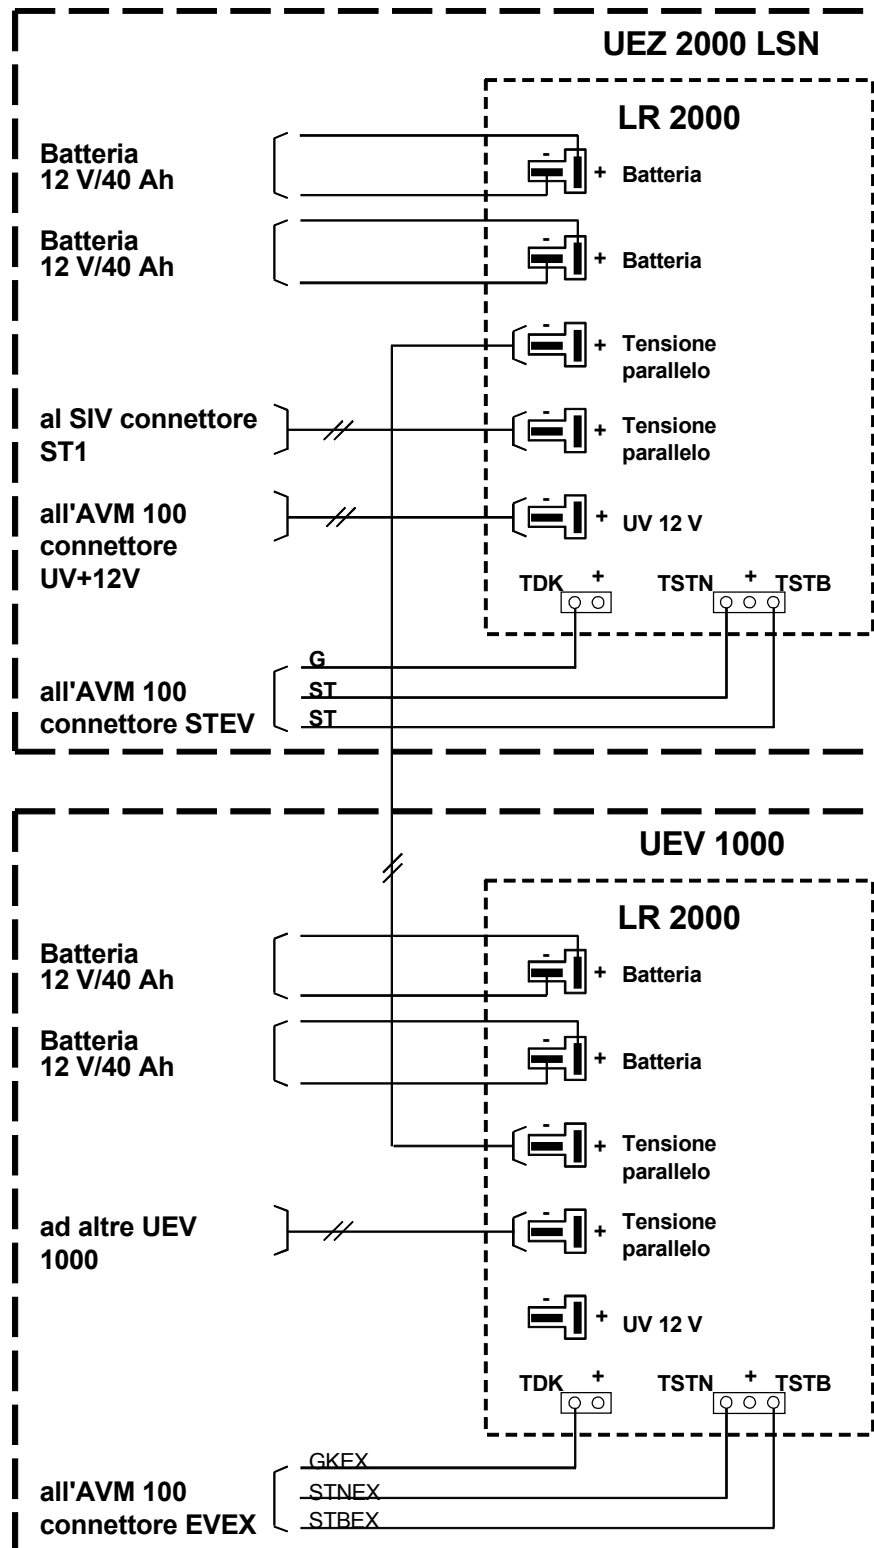 UEZ 2000 LSN
LR 2000
Batteria
12 V/40 Ah
-
+ Batteria
Batteria
12 V/40 Ah
-
+ Batteria
-
+ Tensione
parallelo
al SIV connettore
ST1
-
+ Tensione
parallelo
all'AVM 100
connettore
UV+12V
-
+ UV 12 V
TDK + TSTN + TSTB
all'AVM 100
connettore STEV
G
ST
ST
UEV 1000
LR 2000
Batteria
12 V/40 Ah
-
+ Batteria
Batteria
12 V/40 Ah
-
+ Batteria
-
+ Tensione
parallelo
ad altre UEV
1000
-
+ Tensione
parallelo
-
+ UV 12 V
TDK + TSTN + TSTB
all'AVM 100
connettore EVEX
GKEX
STNEX
STBEX